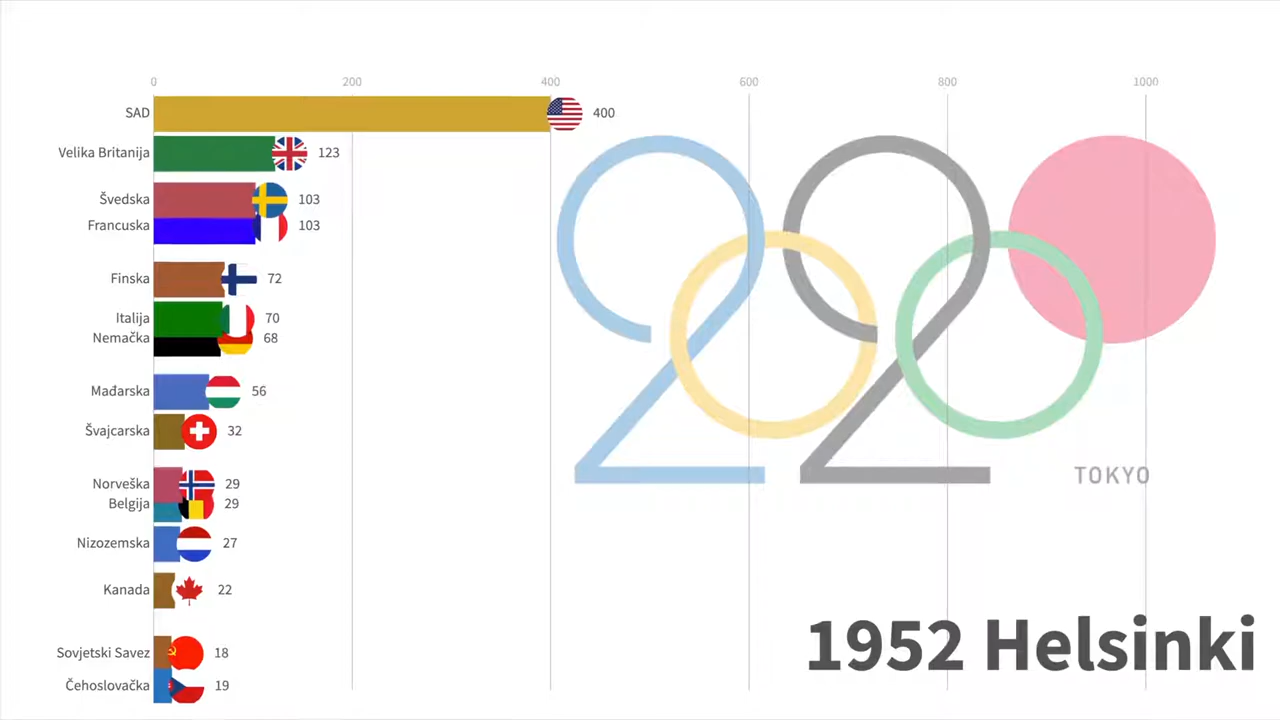 0 200 400 600 800 1000
SAD 400
Velika Britanija 123
Švedska 103
Francuska 103
Finska 72
Italija 70
Nemačka 68
Mađarska 56
Švajcarska 32
Norveška 29
Belgija 29
Nizozemska 27
Kanada 22
Sovjetski Savez 18
Čehoslovačka 19
2020
TOKYO
1952 Helsinki